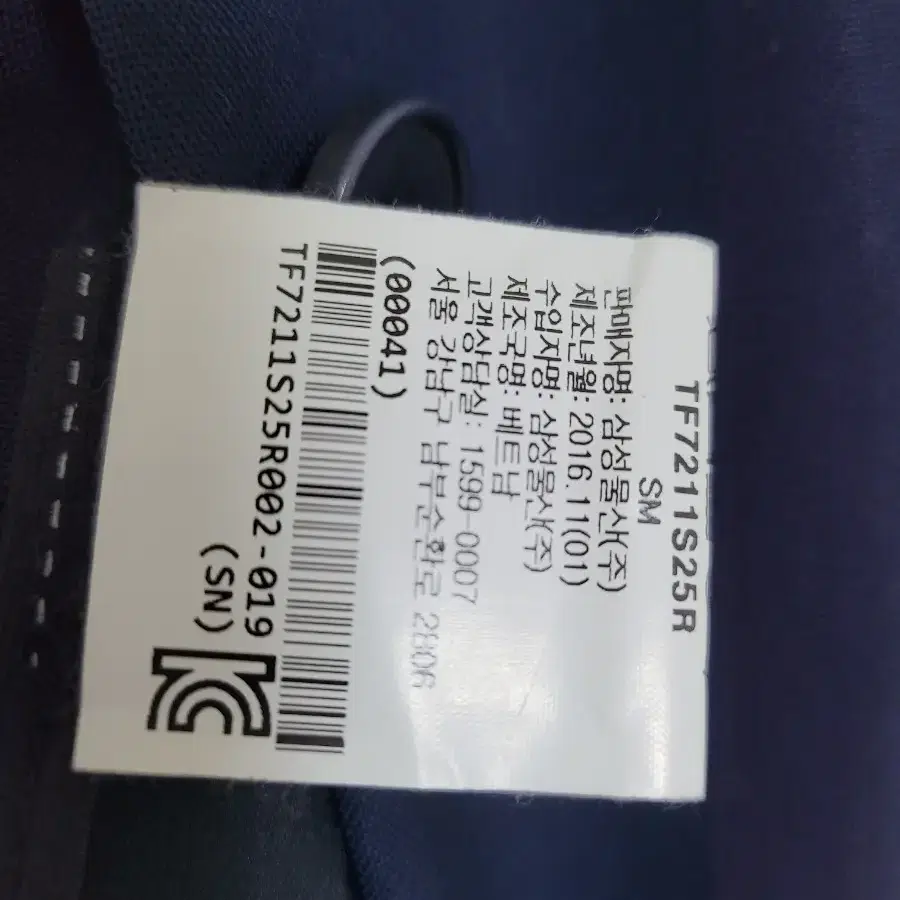 TF7211S25R
SM
판매자명: 삼성물산(주)
제조년월: 2016.11(01)
수입자명: 삼성물산(주)
제조국명: 베트남
고객상담실: 1599-0007
서울 강남구 남부순환로 2806
(00041)
TF7211S25R002-019
(SN)